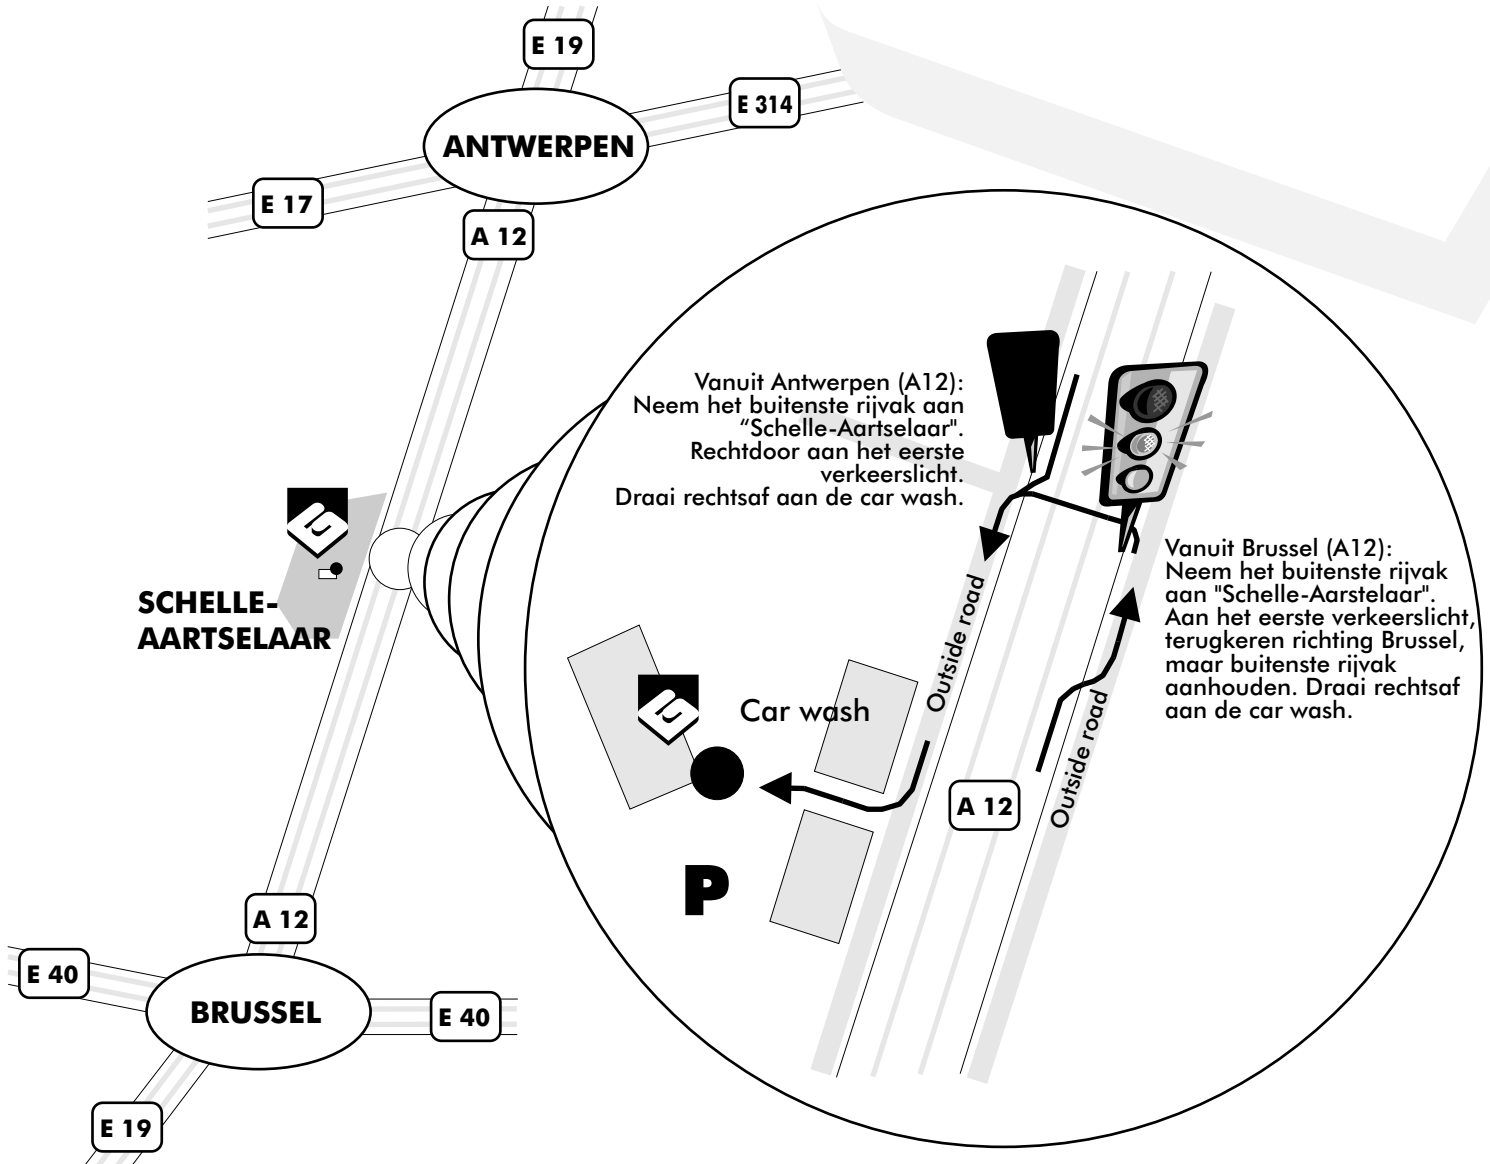 E 19
E 314
ANTWERPEN
E 17
A 12
Vanuit Antwerpen (A12):
Neem het buitenste rijvak aan
“Schelle-Aartselaar".
Rechtdoor aan het eerste
verkeerslicht.
Draai rechtsaf aan de car wash.
Vanuit Brussel (A12):
Neem het buitenste rijvak
aan "Schelle-Aarstelaar".
Aan het eerste verkeerslicht,
terugkeren richting Brussel,
maar buitenste rijvak
aanhouden. Draai rechtsaf
aan de car wash.
SCHELLE-
AARTSELAAR
Outside road
Outside road
Car wash
A 12
P
A 12
E 40
BRUSSEL
E 40
E 19